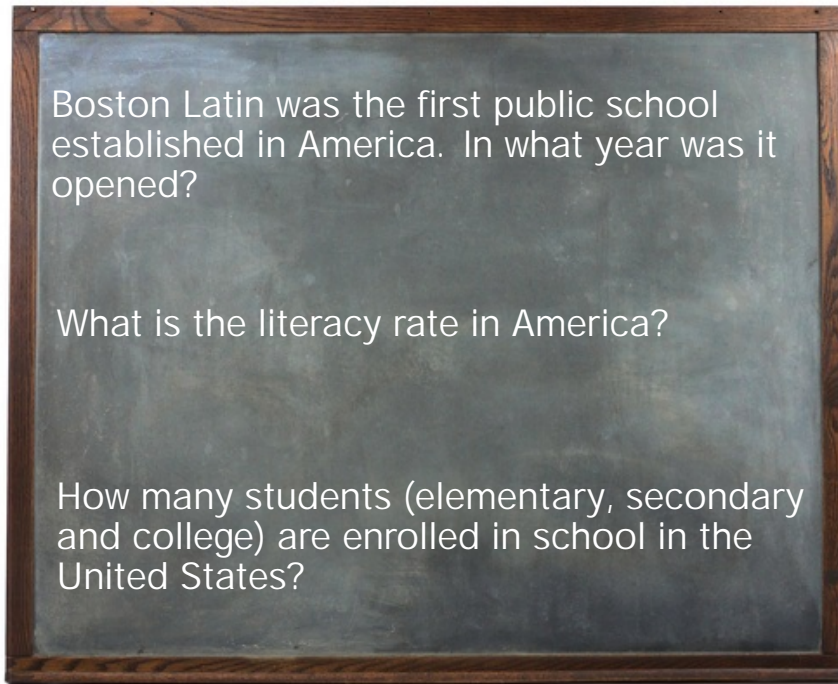 Boston Latin was the first public school
established in America. In what year was it
opened?
What is the literacy rate in America?
How many students (elementary, secondary
and college) are enrolled in school in the
United States?